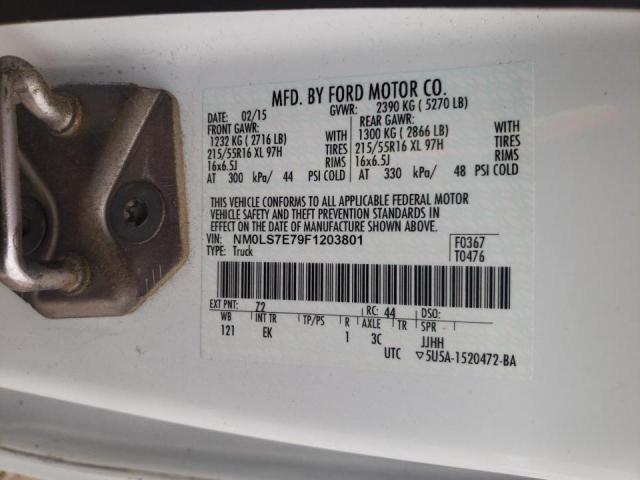 MFD. BY FORD MOTOR CO.
DATE: 02/15 GVWR: 2390 KG ( 5270 LB)
FRONT GAWR: REAR GAWR:
1232 KG ( 2716 LB) WITH 1300 KG ( 2866 LB) WITH
215/55R16 XL 97H TIRES 215/55R16 XL 97H TIRES
16x6.5J RIMS 16x6.5J RIMS
AT 300 kPa/ 44 PSI COLD AT 330 kPa/ 48 PSI COLD
THIS VEHICLE CONFORMS TO ALL APPLICABLE FEDERAL MOTOR
VEHICLE SAFETY AND THEFT PREVENTION STANDARDS IN
EFFECT ON THE DATE OF MANUFACTURE SHOWN ABOVE.
VIN: NM0LS7E79F1203801 F0367
TYPE: Truck T0476
EXT PNT: 72 RC: 44 DSO:
WB INT TR TP/PS R AXLE TR SPR
121 EK 1 3C JJHH
UTC ▽5U5A-1520472-BA